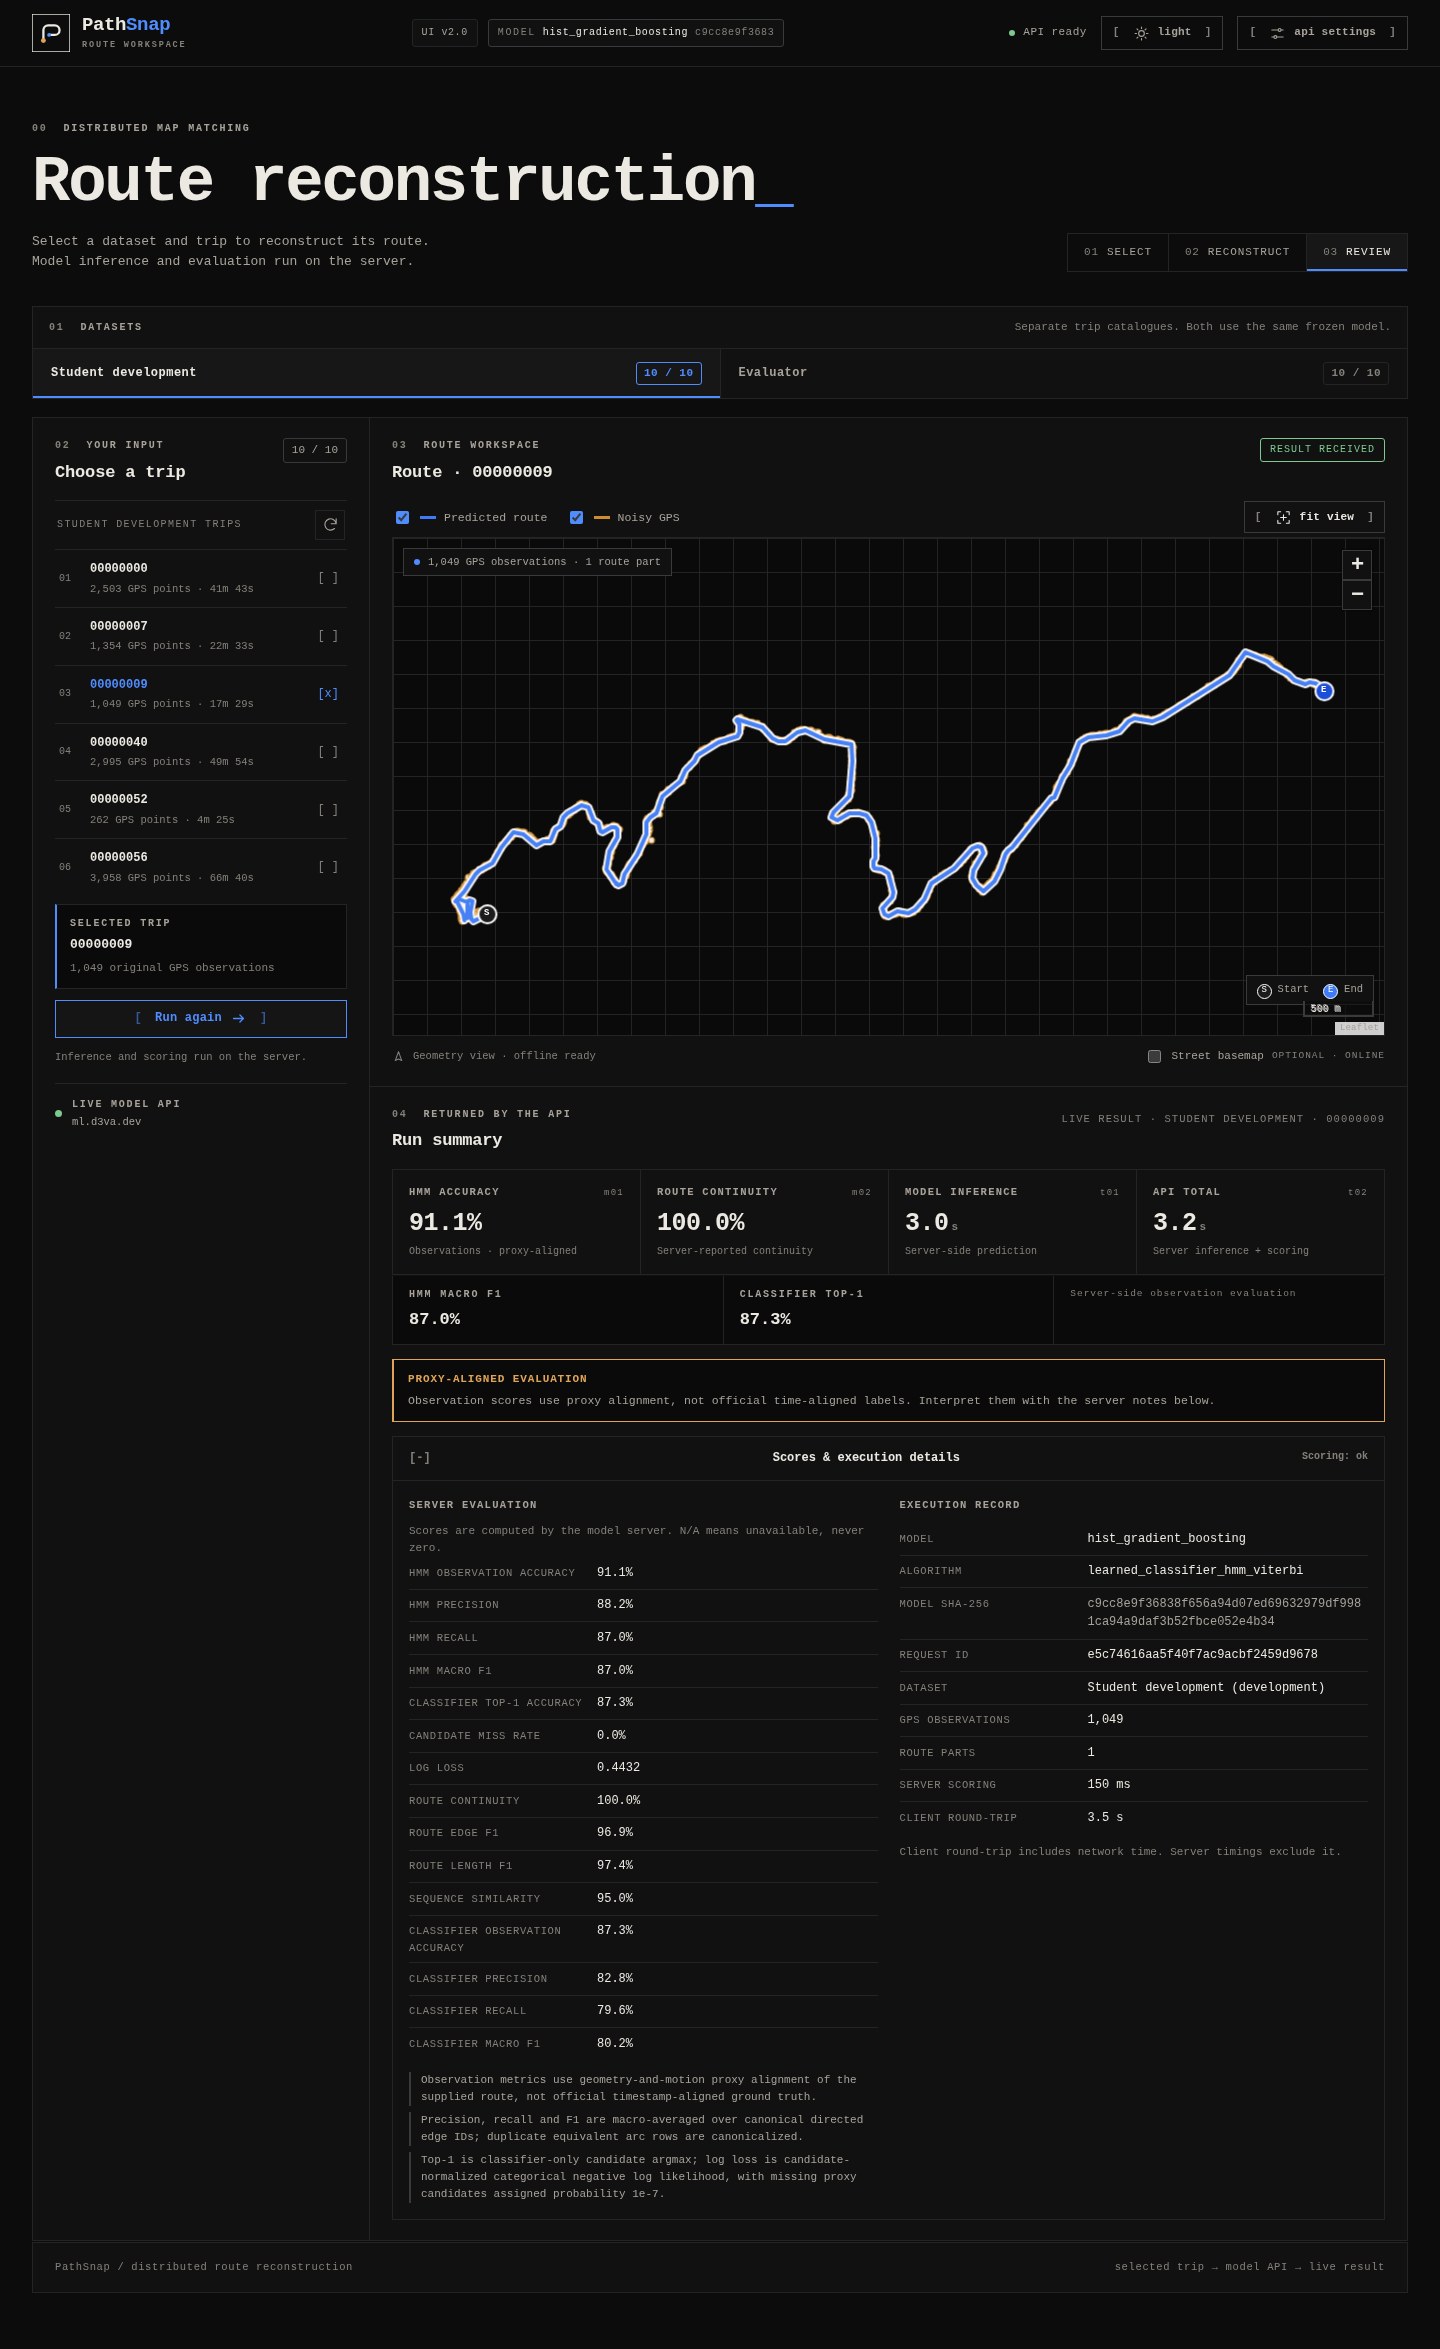 PathSnap
ROUTE WORKSPACE
UI v2.0
MODEL hist_gradient_boosting c9cc8e9f3683
API ready
[ light ]
[ api settings ]
00 DISTRIBUTED MAP MATCHING
Route reconstruction_
Select a dataset and trip to reconstruct its route.
Model inference and evaluation run on the server.
01 SELECT
02 RECONSTRUCT
03 REVIEW
01 DATASETS
Separate trip catalogues. Both use the same frozen model.
Student development
10 / 10
Evaluator
10 / 10
02 YOUR INPUT
10 / 10
Choose a trip
STUDENT DEVELOPMENT TRIPS
01 00000000 [ ]
2,503 GPS points · 41m 43s
02 00000007 [ ]
1,354 GPS points · 22m 33s
03 00000009 [x]
1,049 GPS points · 17m 29s
04 00000040 [ ]
2,995 GPS points · 49m 54s
05 00000052 [ ]
262 GPS points · 4m 25s
06 00000056 [ ]
3,958 GPS points · 66m 40s
SELECTED TRIP
00000009
1,049 original GPS observations
[ Run again → ]
Inference and scoring run on the server.
LIVE MODEL API
ml.d3va.dev
03 ROUTE WORKSPACE
Route · 00000009
RESULT RECEIVED
Predicted route
Noisy GPS
[ fit view ]
1,049 GPS observations · 1 route part
+
−
E
S
S Start E End
500 m
Leaflet
Geometry view · offline ready
Street basemap OPTIONAL · ONLINE
04 RETURNED BY THE API
Run summary
LIVE RESULT · STUDENT DEVELOPMENT · 00000009
HMM ACCURACY m01
91.1%
Observations · proxy-aligned
ROUTE CONTINUITY m02
100.0%
Server-reported continuity
MODEL INFERENCE t01
3.0 s
Server-side prediction
API TOTAL t02
3.2 s
Server inference + scoring
HMM MACRO F1
87.0%
CLASSIFIER TOP-1
87.3%
Server-side observation evaluation
PROXY-ALIGNED EVALUATION
Observation scores use proxy alignment, not official time-aligned labels. Interpret them with the server notes below.
[-] Scores & execution details Scoring: ok
SERVER EVALUATION
Scores are computed by the model server. N/A means unavailable, never
zero.
HMM OBSERVATION ACCURACY 91.1%
HMM PRECISION 88.2%
HMM RECALL 87.0%
HMM MACRO F1 87.0%
CLASSIFIER TOP-1 ACCURACY 87.3%
CANDIDATE MISS RATE 0.0%
LOG LOSS 0.4432
ROUTE CONTINUITY 100.0%
ROUTE EDGE F1 96.9%
ROUTE LENGTH F1 97.4%
SEQUENCE SIMILARITY 95.0%
CLASSIFIER OBSERVATION 87.3%
ACCURACY
CLASSIFIER PRECISION 82.8%
CLASSIFIER RECALL 79.6%
CLASSIFIER MACRO F1 80.2%
Observation metrics use geometry-and-motion proxy alignment of the
supplied route, not official timestamp-aligned ground truth.
Precision, recall and F1 are macro-averaged over canonical directed
edge IDs; duplicate equivalent arc rows are canonicalized.
Top-1 is classifier-only candidate argmax; log loss is candidate-
normalized categorical negative log likelihood, with missing proxy
candidates assigned probability 1e-7.
EXECUTION RECORD
MODEL hist_gradient_boosting
ALGORITHM learned_classifier_hmm_viterbi
MODEL SHA-256 c9cc8e9f36838f656a94d07ed69632979df998
1ca94a9daf3b52fbce052e4b34
REQUEST ID e5c74616aa5f40f7ac9acbf2459d9678
DATASET Student development (development)
GPS OBSERVATIONS 1,049
ROUTE PARTS 1
SERVER SCORING 150 ms
CLIENT ROUND-TRIP 3.5 s
Client round-trip includes network time. Server timings exclude it.
PathSnap / distributed route reconstruction
selected trip → model API → live result